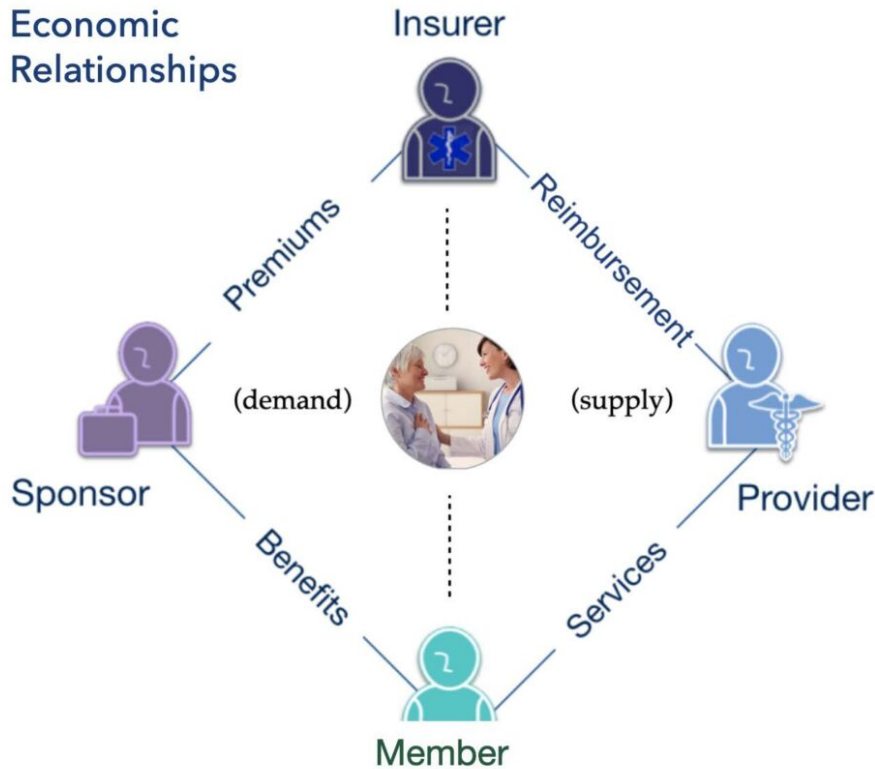 Economic
Relationships
Insurer
Premiums
Reimbursement
(demand)
(supply)
Sponsor
Provider
Benefits
Services
Member